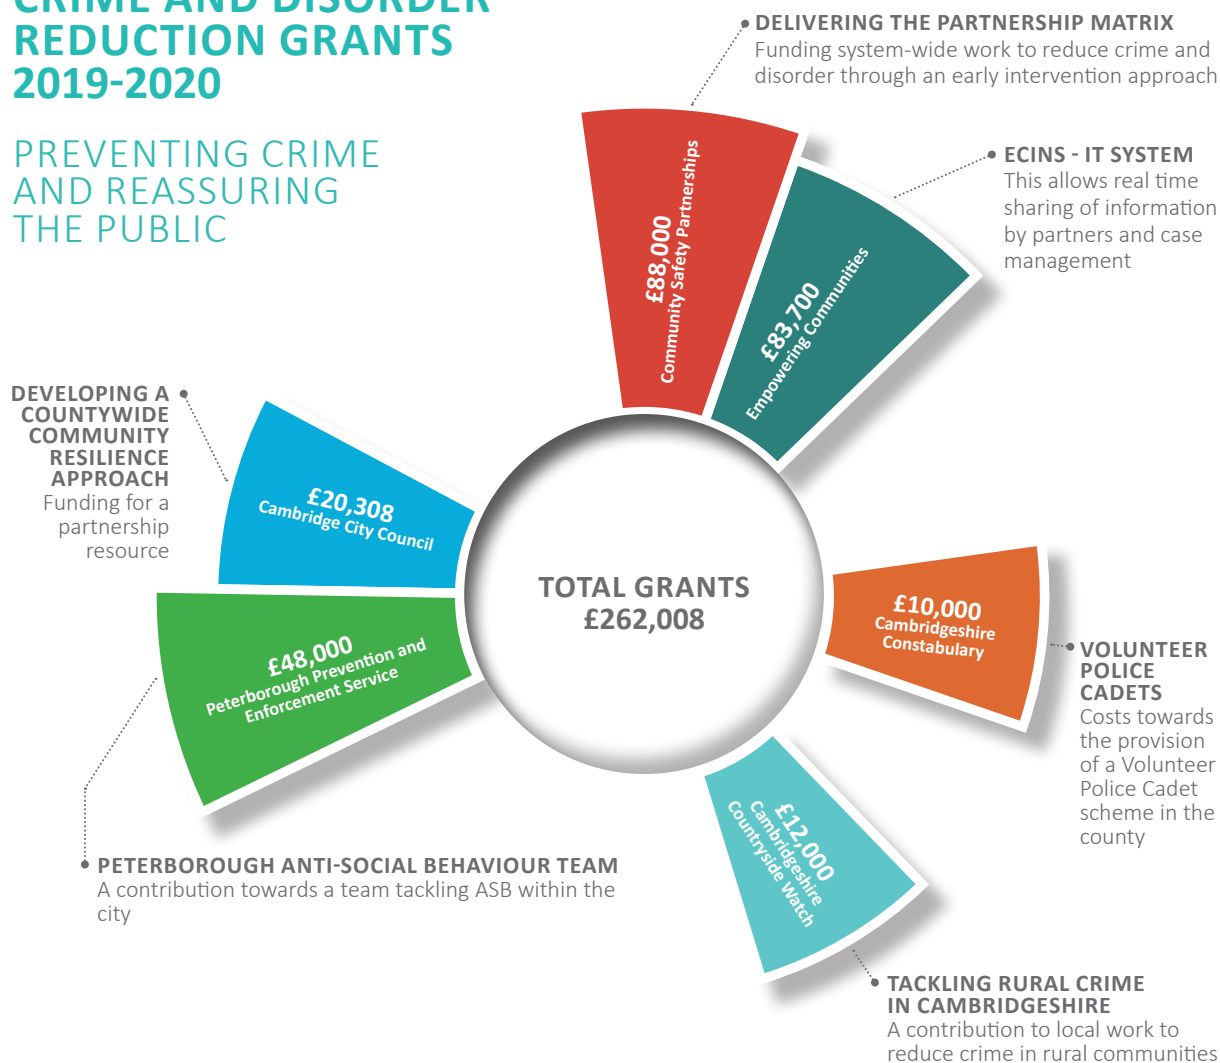 CRIME AND DISORDER
REDUCTION GRANTS
2019-2020
PREVENTING CRIME
AND REASSURING
THE PUBLIC
DELIVERING THE PARTNERSHIP MATRIX
Funding system-wide work to reduce crime and
disorder through an early intervention approach
ECINS - IT SYSTEM
This allows real time
sharing of information
by partners and case
management
£88,000
Community Safety Partnerships
£83,700
Empowering Communities
DEVELOPING A
COUNTYWIDE
COMMUNITY
RESILIENCE
APPROACH
Funding for a
partnership
resource
£20,308
Cambridge City Council
TOTAL GRANTS
£262,008
£10,000
Cambridgeshire
Constabulary
VOLUNTEER
POLICE
CADETS
Costs towards
the provision
of a Volunteer
Police Cadet
scheme in the
county
£48,000
Peterborough Prevention and
Enforcement Service
£12,000
Cambridgeshire
Countryside Watch
PETERBOROUGH ANTI-SOCIAL BEHAVIOUR TEAM
A contribution towards a team tackling ASB within the
city
TACKLING RURAL CRIME
IN CAMBRIDGESHIRE
A contribution to local work to
reduce crime in rural communities